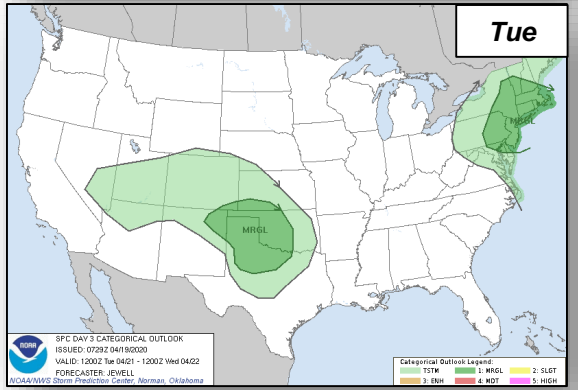 Tue
MRGL
MRGL
NOAA
SPC DAY 3 CATEGORICAL OUTLOOK
ISSUED: 0729Z 04/19/2020
VALID: 1200Z Tue 04/21 - 1200Z Wed 04/22
FORECASTER: JEWELL
NOAA/NWS Storm Prediction Center, Norman, Oklahoma
Categorical Outlook Legend:
TSTM 1: MRGL 2: SLGT
3: ENH 4: MDT 5: HIGH